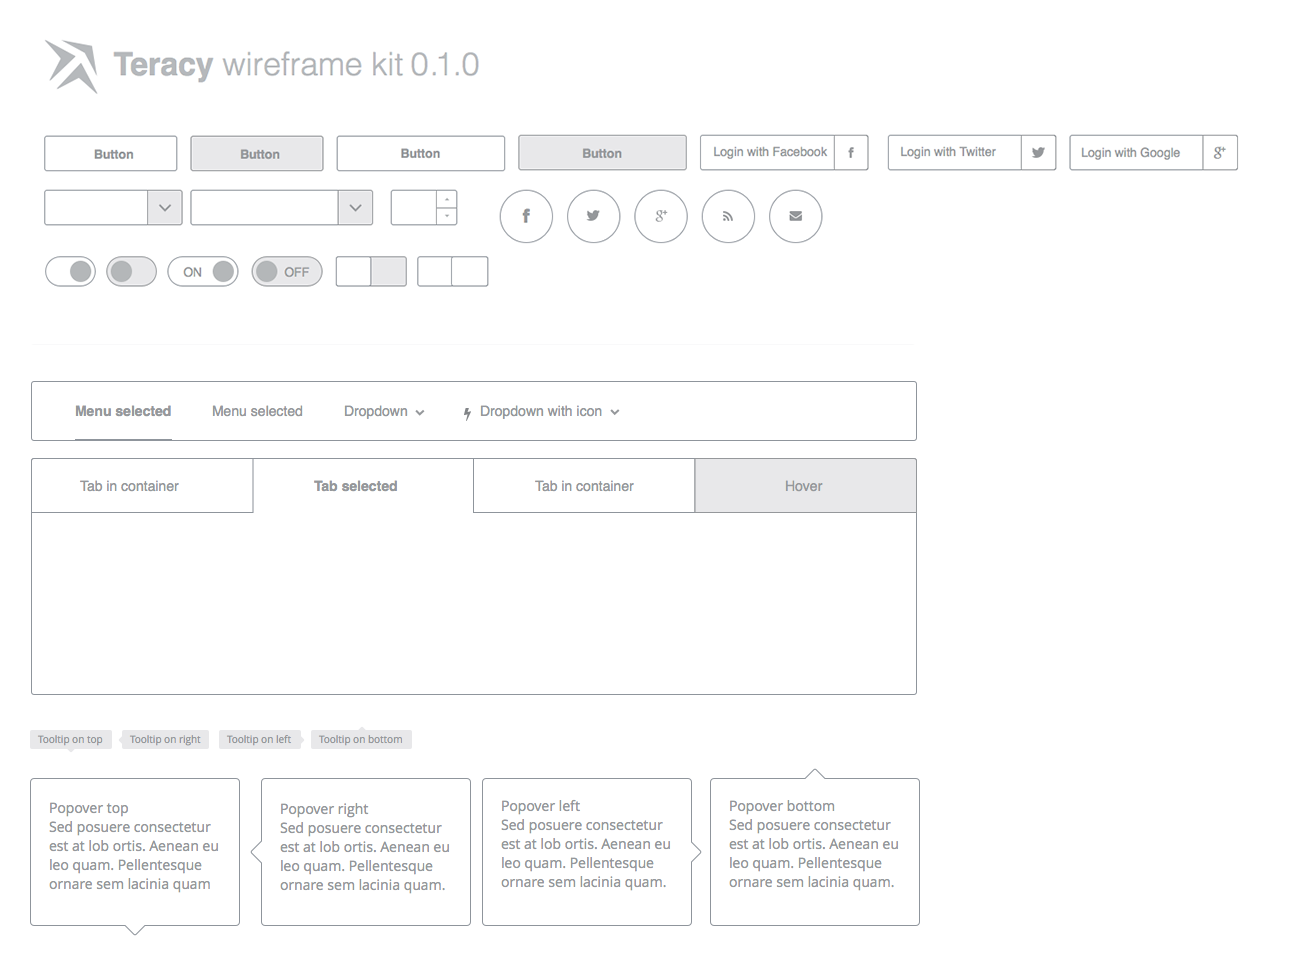 Teracy wireframe kit 0.1.0
Button
Button
Button
Button
Login with Facebook
Login with Twitter
Login with Google
ON
OFF
Menu selected
Menu selected
Dropdown
Dropdown with icon
Tab in container
Tab selected
Tab in container
Hover
Tooltip on top
Tooltip on right
Tooltip on left
Tooltip on bottom
Popover top
Sed posuere consectetur
est at lob ortis. Aenean eu
leo quam. Pellentesque
ornare sem lacinia quam
Popover right
Sed posuere consectetur
est at lob ortis. Aenean eu
leo quam. Pellentesque
ornare sem lacinia quam.
Popover left
Sed posuere consectetur
est at lob ortis. Aenean eu
leo quam. Pellentesque
ornare sem lacinia quam.
Popover bottom
Sed posuere consectetur
est at lob ortis. Aenean eu
leo quam. Pellentesque
ornare sem lacinia quam.